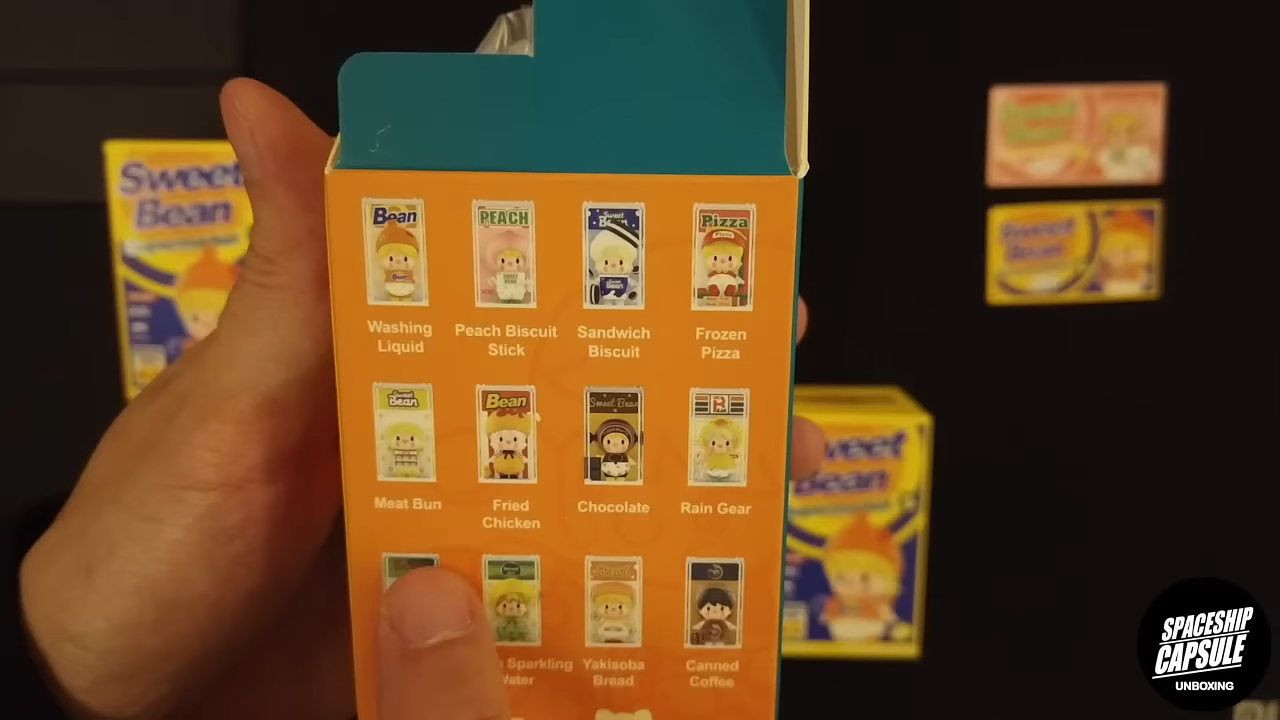 Sweet
Bean
Bean
PEACH
Sweet
Pizza
Washing
Liquid
Peach Biscuit
Stick
Sandwich
Biscuit
Frozen
Pizza
Sweet
Bean
Bean
Sweet Bean
Meat Bun
Fried
Chicken
Chocolate
Rain Gear
Sparkling
Water
Yakisoba
Bread
Canned
Coffee
Sweet
Bean
SPACESHIP
CAPSULE
UNBOXING